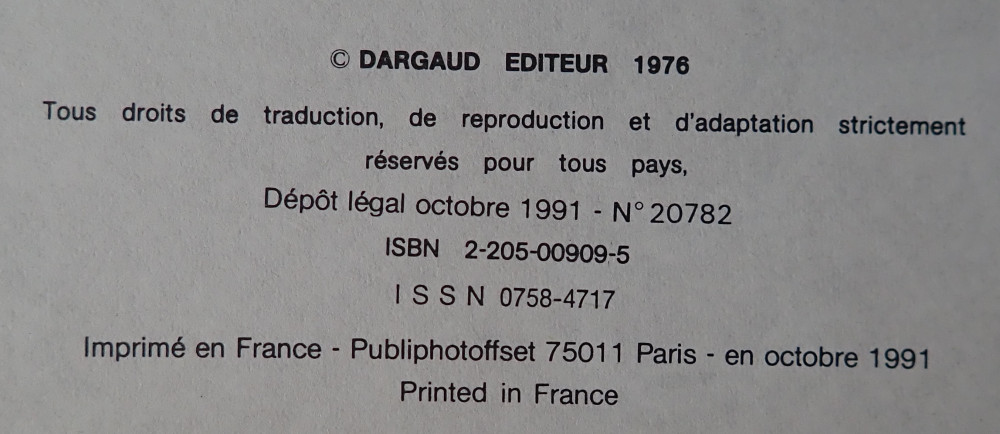 © DARGAUD EDITEUR 1976
Tous droits de traduction, de reproduction et d'adaptation strictement
réservés pour tous pays,
Dépôt légal octobre 1991 - N° 20782
ISBN 2-205-00909-5
I S S N 0758-4717
Imprimé en France - Publiphotoffset 75011 Paris - en octobre 1991
Printed in France